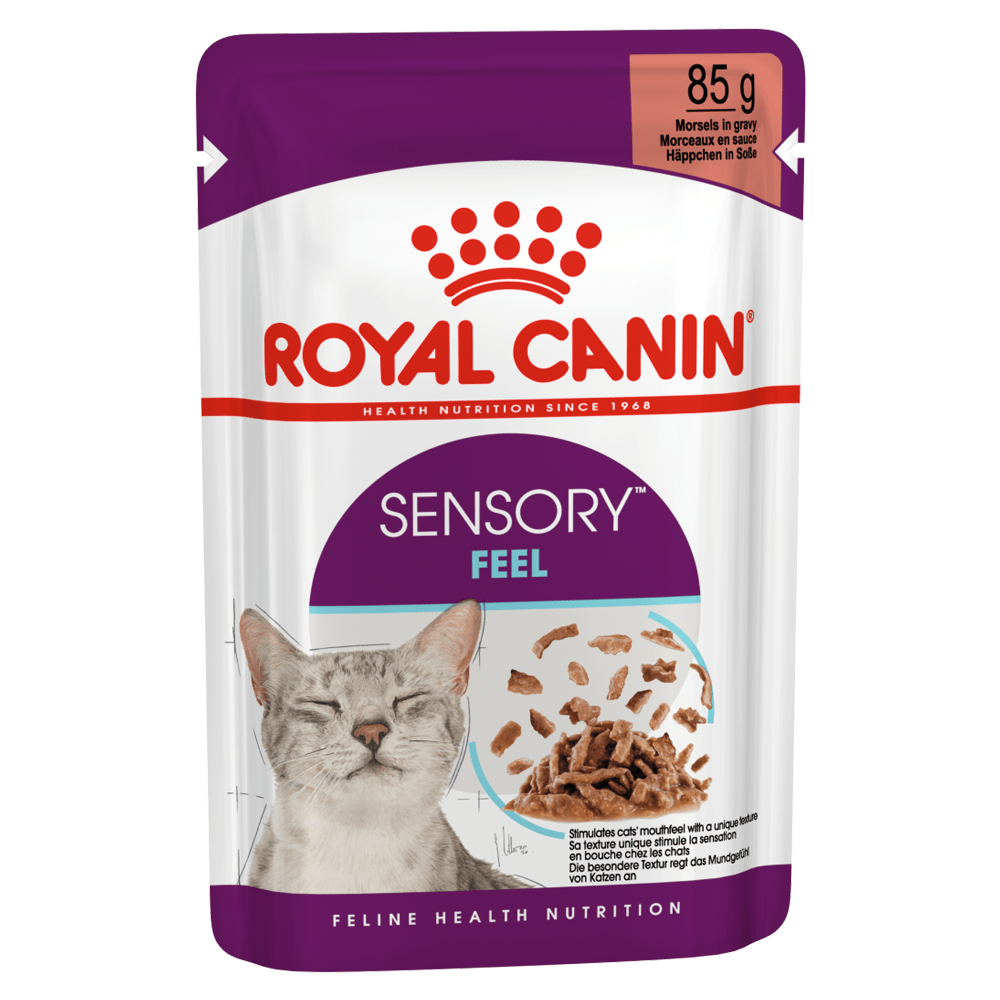 85 g
Morsels in gravy
Morceaux en sauce
Häppchen in Soße
ROYAL CANIN®
HEALTH NUTRITION SINCE 1968
SENSORY™
FEEL
Stimulates cats' mouthfeel with a unique texture
Sa texture unique stimule la sensation
en bouche chez les chats
Die besondere Textur regt das Mundgefühl
von Katzen an
FELINE HEALTH NUTRITION